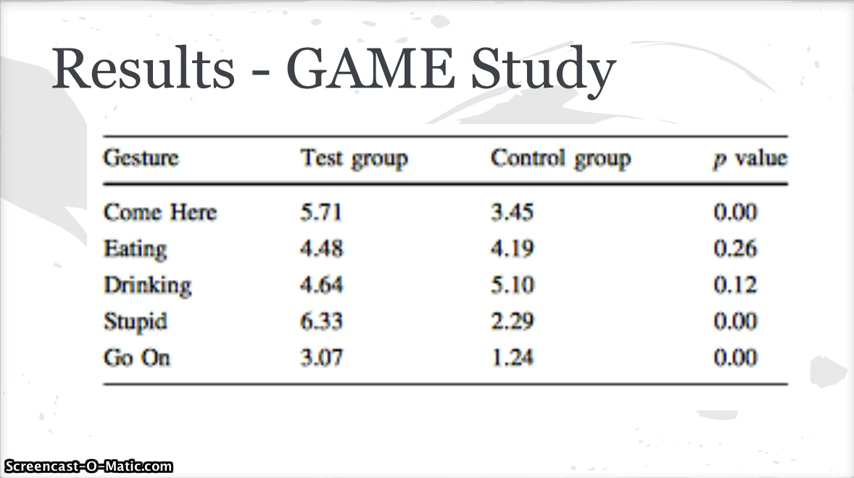 Results - GAME Study
Gesture Test group Control group p value
Come Here 5.71 3.45 0.00
Eating 4.48 4.19 0.26
Drinking 4.64 5.10 0.12
Stupid 6.33 2.29 0.00
Go On 3.07 1.24 0.00
Screencast-O-Matic.com